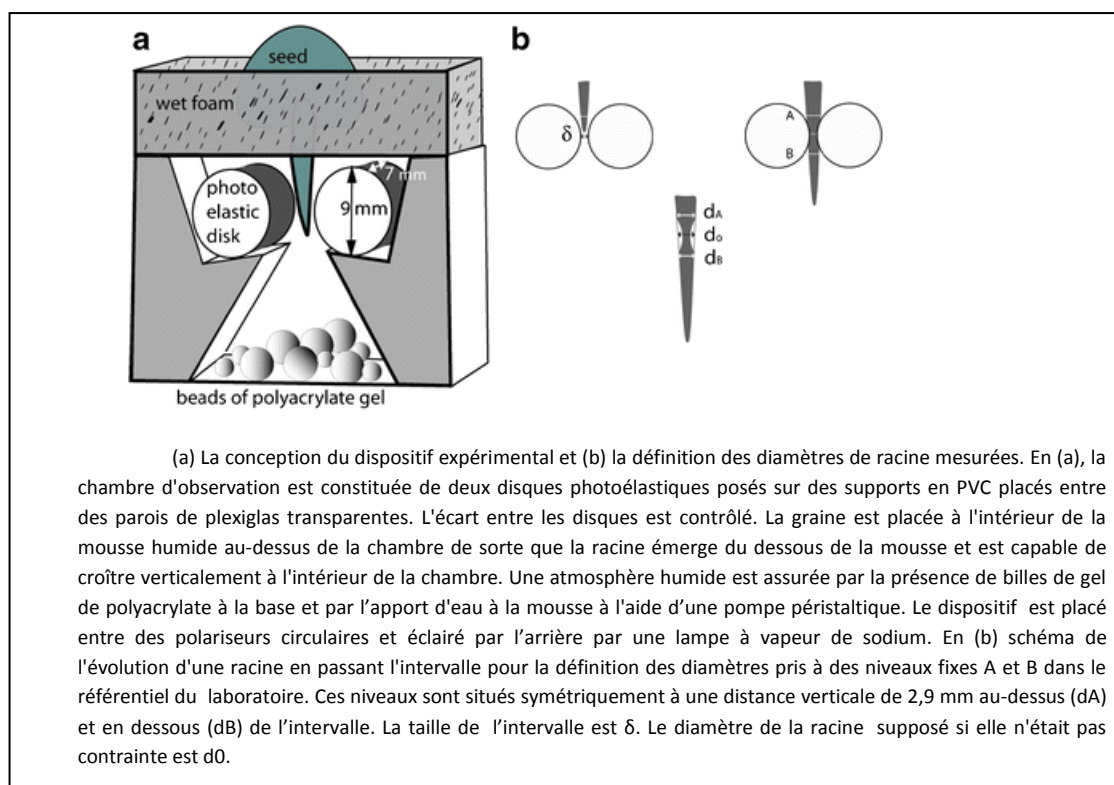 a
b
seed
wet foam
photo
elastic
disk
7 mm
9 mm
beads of polyacrylate gel
δ
A
B
dA
do
dB
(a) La conception du dispositif expérimental et (b) la définition des diamètres de racine mesurées. En (a), la
chambre d'observation est constituée de deux disques photoélastiques posés sur des supports en PVC placés entre
des parois de plexiglas transparentes. L'écart entre les disques est contrôlé. La graine est placée à l'intérieur de la
mousse humide au-dessus de la chambre de sorte que la racine émerge du dessous de la mousse et est capable de
croître verticalement à l'intérieur de la chambre. Une atmosphère humide est assurée par la présence de billes de gel
de polyacrylate à la base et par l’apport d'eau à la mousse à l'aide d’une pompe péristaltique. Le dispositif est placé
entre des polariseurs circulaires et éclairé par l’arrière par une lampe à vapeur de sodium. En (b) schéma de
l'évolution d'une racine en passant l'intervalle pour la définition des diamètres pris à des niveaux fixes A et B dans le
référentiel du laboratoire. Ces niveaux sont situés symétriquement à une distance verticale de 2,9 mm au-dessus (dA)
et en dessous (dB) de l’intervalle. La taille de l’intervalle est δ. Le diamètre de la racine supposé si elle n'était pas
contrainte est d0.